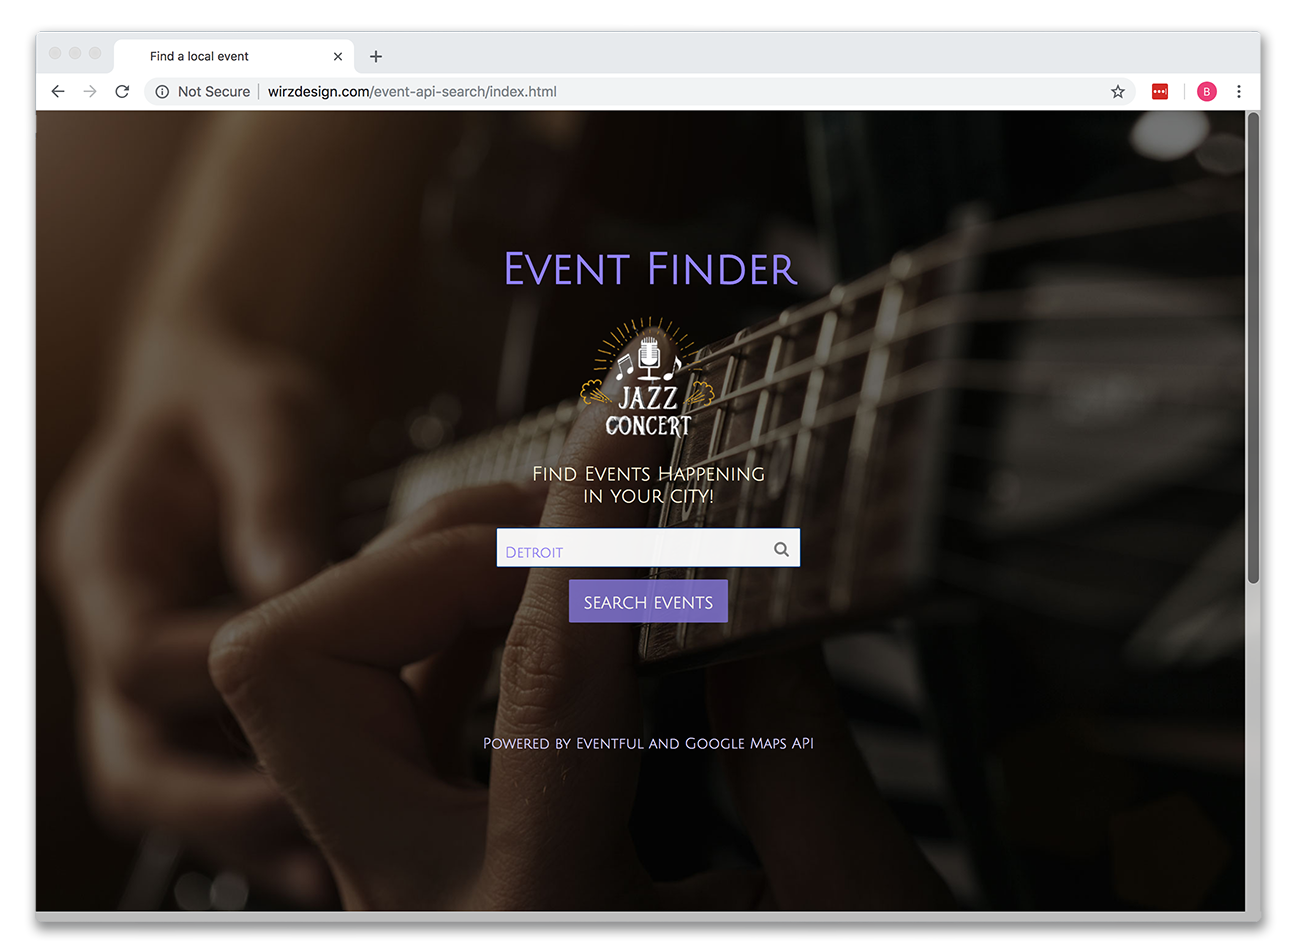 Find a local event
Not Secure
wirzdesign.com/event-api-search/index.html
B
Event Finder
JAZZ
CONCERT
Find Events Happening
in your city!
Detroit
Search Events
Powered by Eventful and Google Maps API